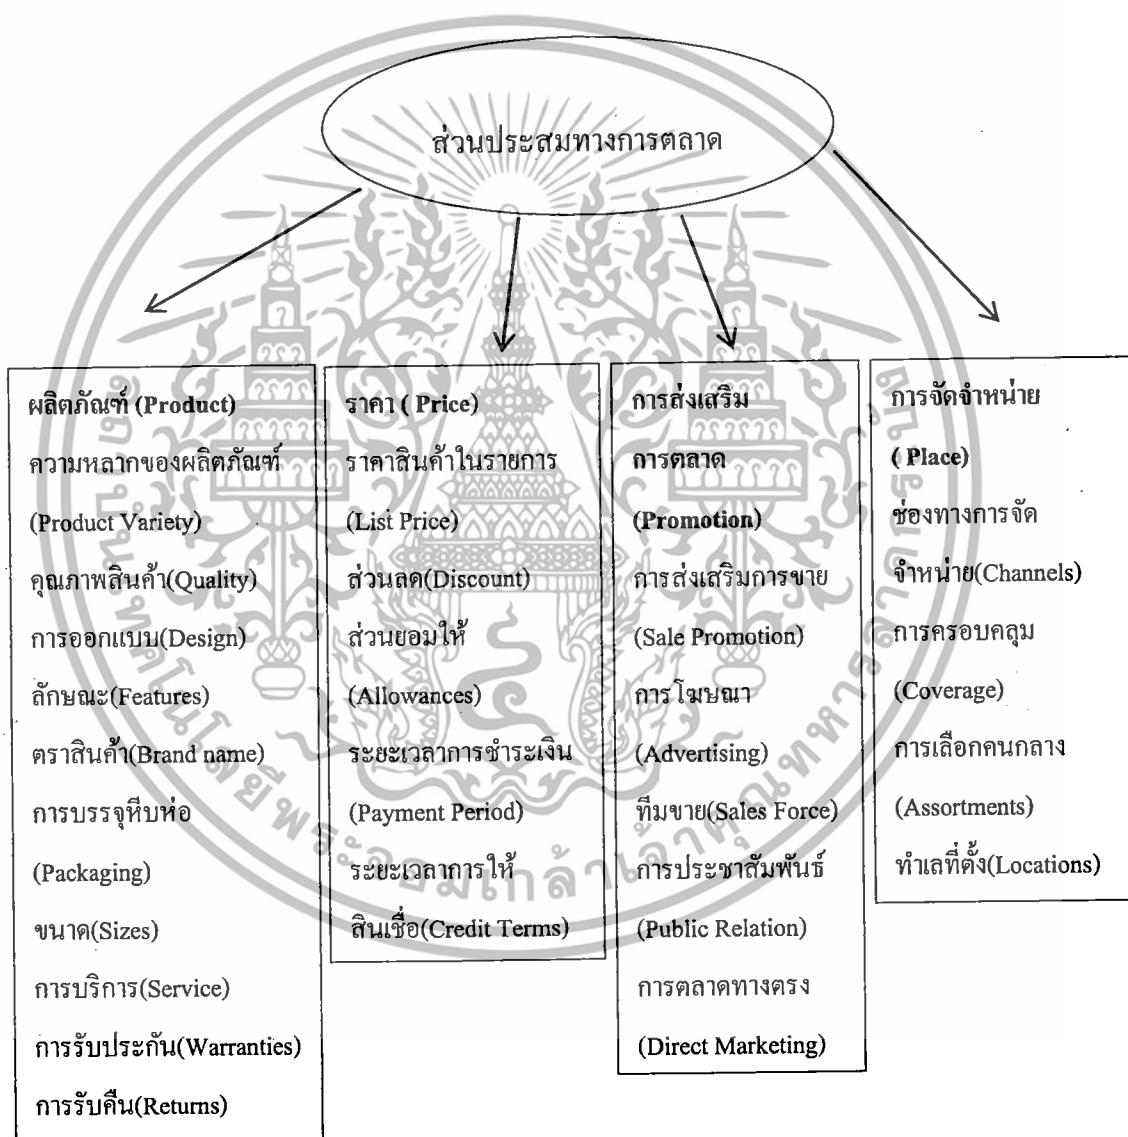 ส่วนประสมทางการตลาด
ผลิตภัณฑ์ (Product)
ความหลากของผลิตภัณฑ์
(Product Variety)
คุณภาพสินค้า(Quality)
การออกแบบ(Design)
ลักษณะ(Features)
ตราสินค้า(Brand name)
การบรรจุหีบห่อ
(Packaging)
ขนาด(Sizes)
การบริการ(Service)
การรับประกัน(Warranties)
การรับคืน(Returns)
ราคา ( Price)
ราคาสินค้าในรายการ
(List Price)
ส่วนลด(Discount)
ส่วนยอมให้
(Allowances)
ระยะเวลาการชำระเงิน
(Payment Period)
ระยะเวลาการให้
สินเชื่อ(Credit Terms)
การส่งเสริม
การตลาด
(Promotion)
การส่งเสริมการขาย
(Sale Promotion)
การโฆษณา
(Advertising)
ทีมขาย(Sales Force)
การประชาสัมพันธ์
(Public Relation)
การตลาดทางตรง
(Direct Marketing)
การจัดจำหน่าย
( Place)
ช่องทางการจัด
จำหน่าย(Channels)
การครอบคลุม
(Coverage)
การเลือกคนกลาง
(Assortments)
ทำเลที่ตั้ง(Locations)